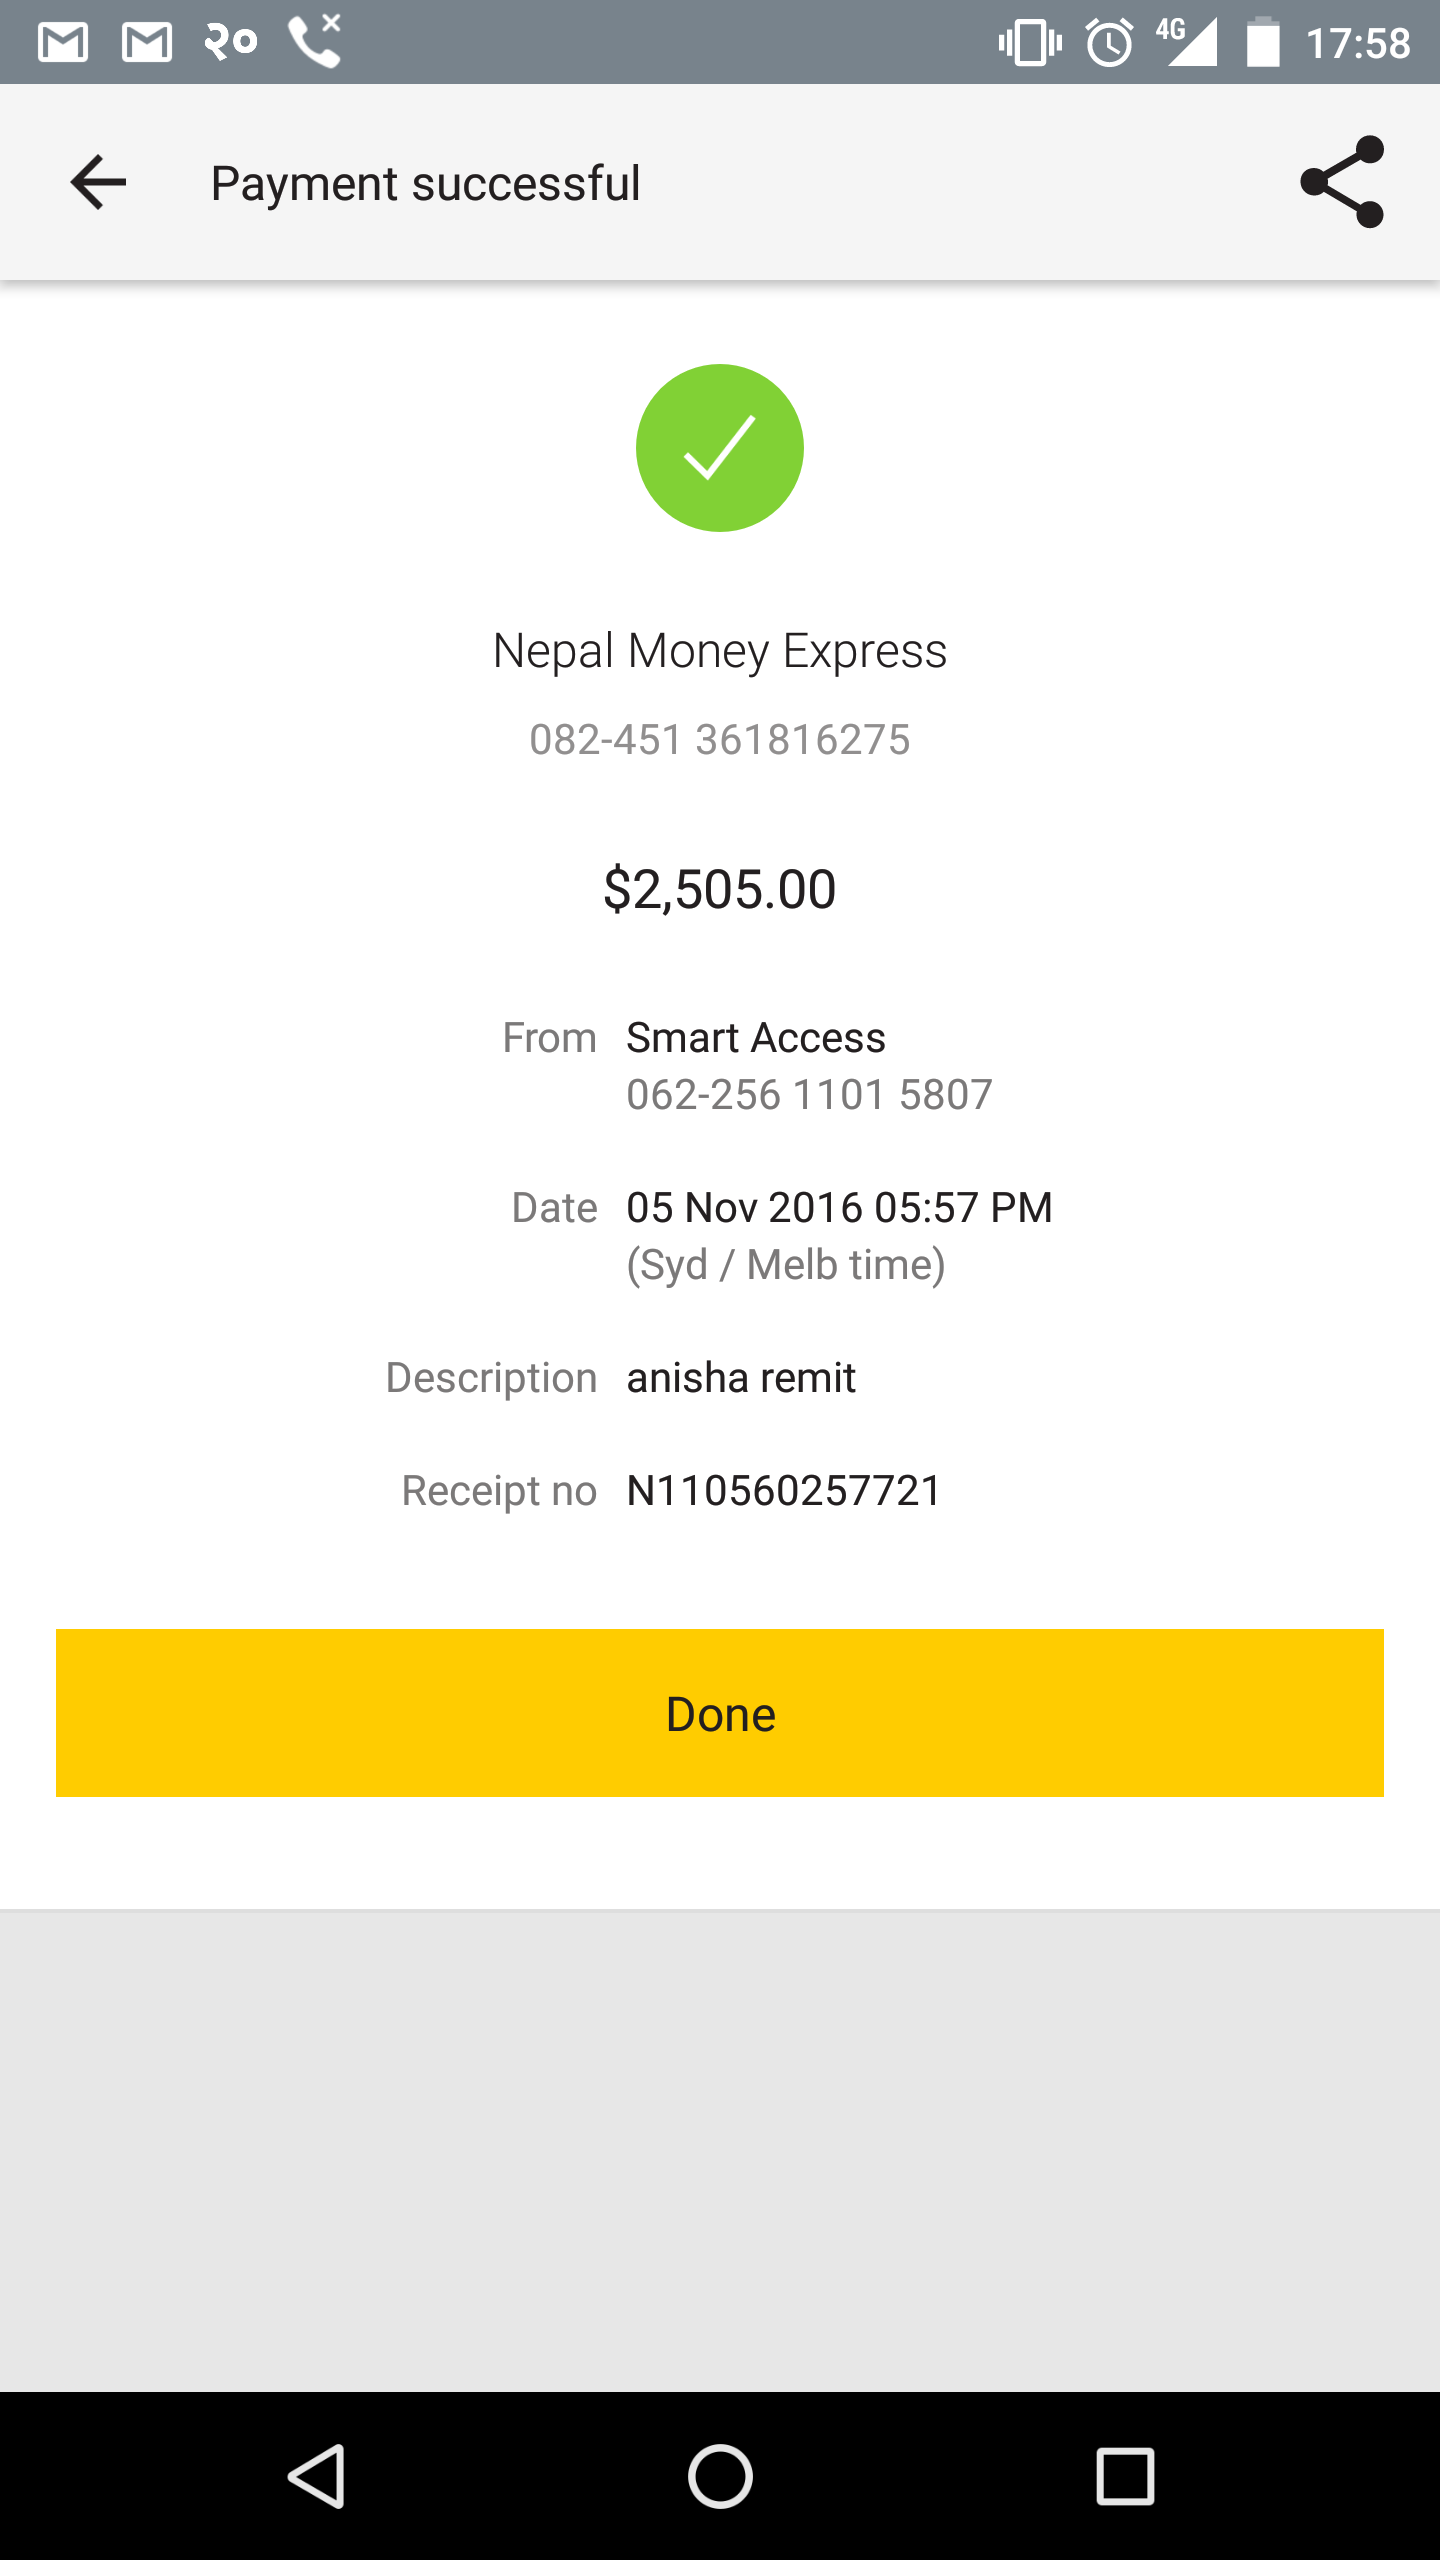 २० 4G 17:58
Payment successful
Nepal Money Express
082-451 361816275
$2,505.00
From Smart Access
062-256 1101 5807
Date 05 Nov 2016 05:57 PM
(Syd / Melb time)
Description anisha remit
Receipt no N110560257721
Done